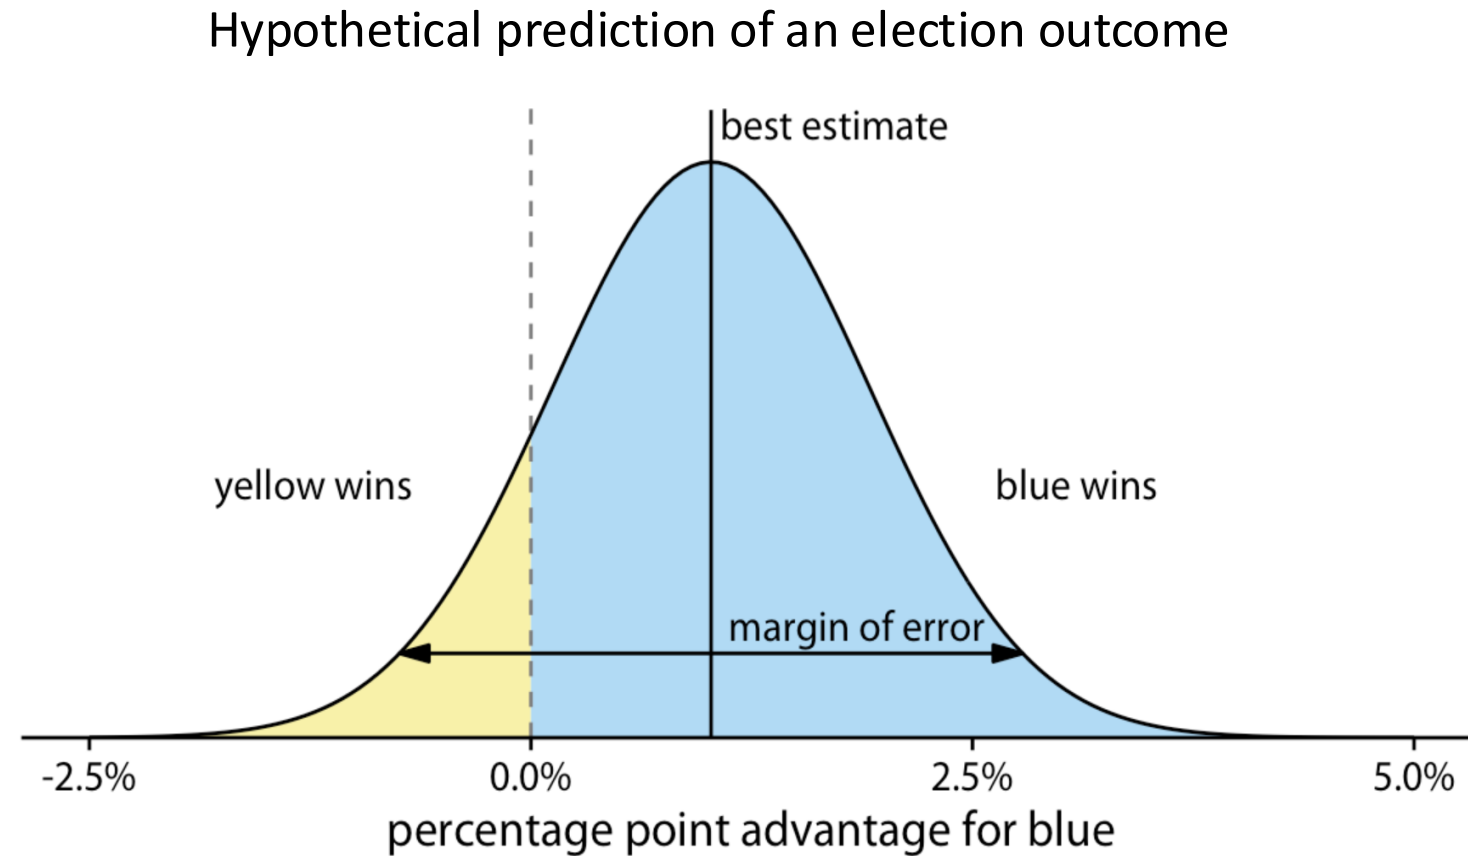 Hypothetical prediction of an election outcome
best estimate
yellow wins
blue wins
margin of error
-2.5%
0.0%
2.5%
5.0%
percentage point advantage for blue